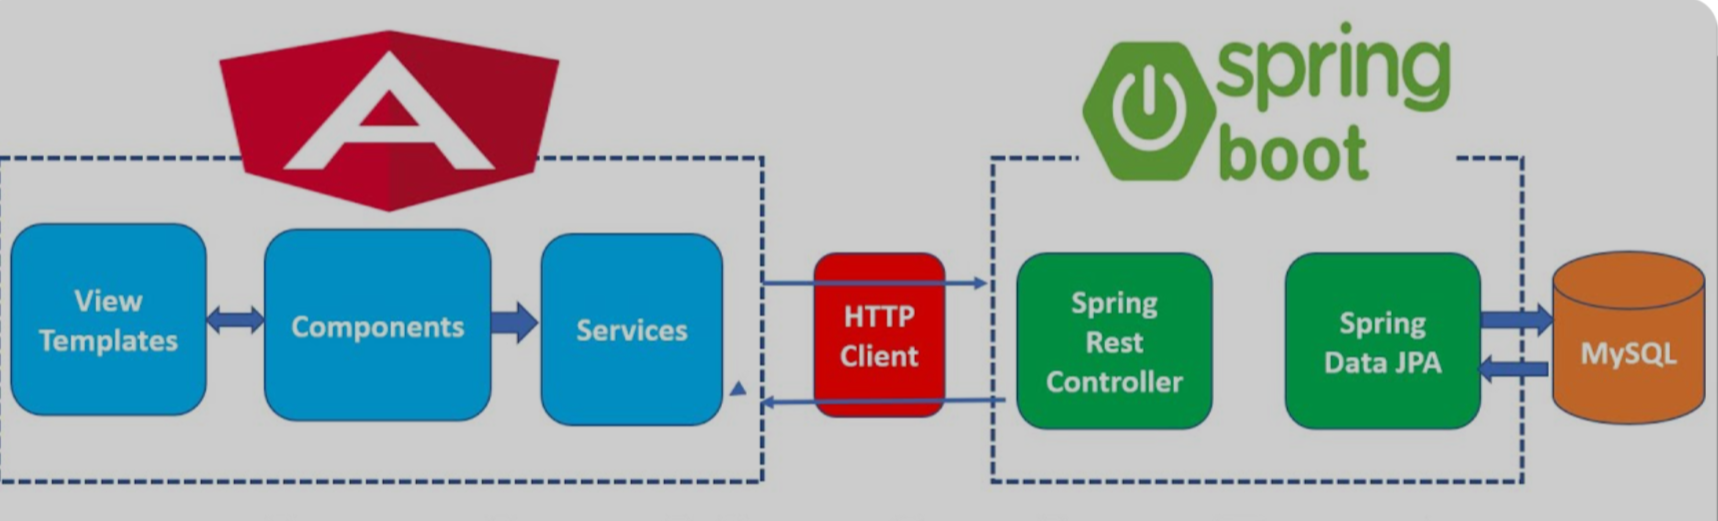 A
spring
boot
View
Templates
Components
Services
HTTP
Client
Spring
Rest
Controller
Spring
Data JPA
MySQL